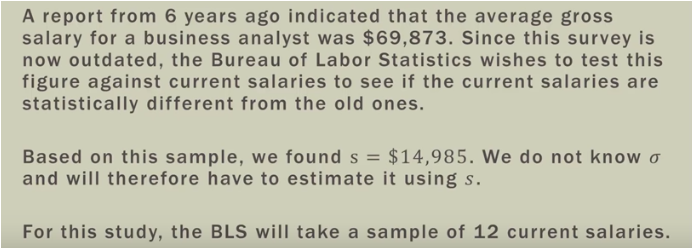 A report from 6 years ago indicated that the average gross
salary for a business analyst was $69,873. Since this survey is
now outdated, the Bureau of Labor Statistics wishes to test this
figure against current salaries to see if the current salaries are
statistically different from the old ones.
Based on this sample, we found s = $14,985. We do not know σ
and will therefore have to estimate it using s.
For this study, the BLS will take a sample of 12 current salaries.